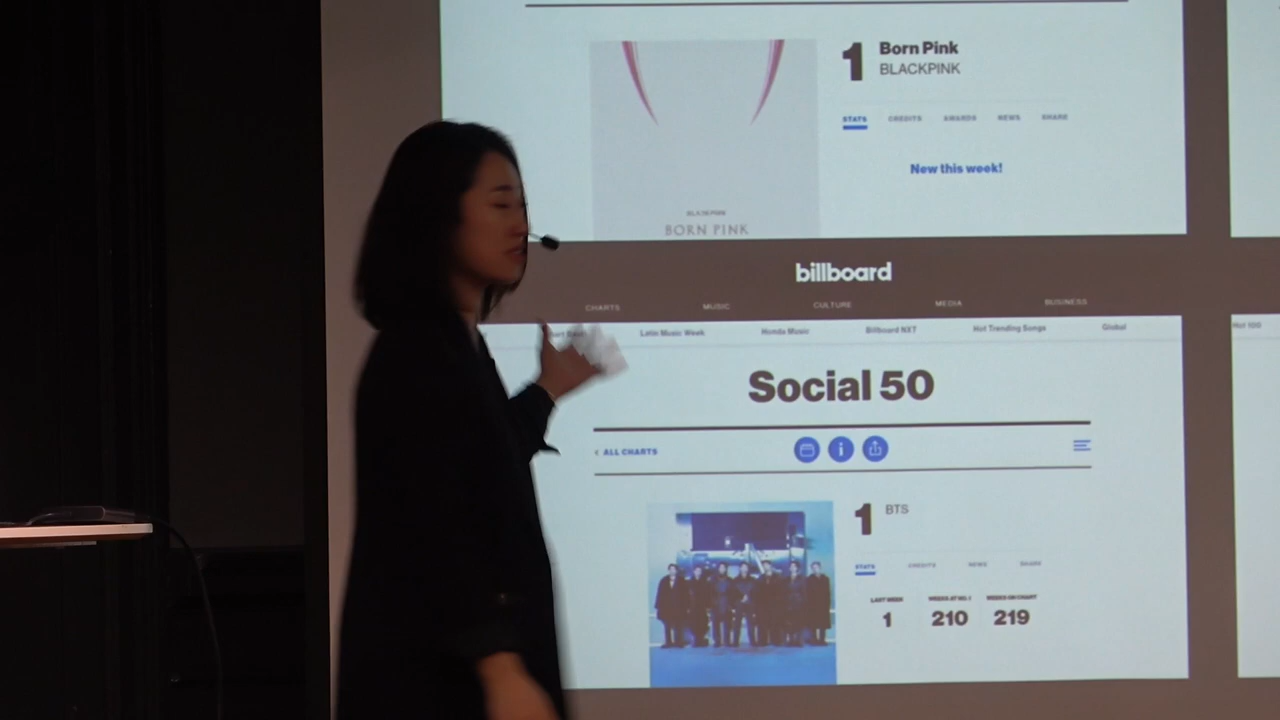 1
Born Pink
BLACKPINK
STATS CREDITS AWARDS NEWS SHARE
New this week!
BLACKPINK
BORN PINK
billboard
CHARTS MUSIC CULTURE MEDIA BUSINESS
Latin Music Week Honda Music Billboard NXT Hot Trending Songs Global
Hot 100
Social 50
< ALL CHARTS
1
BTS
STATS CREDITS NEWS SHARE
LAST WEEK WEEKS AT NO. 1 WEEKS ON CHART
1 210 219